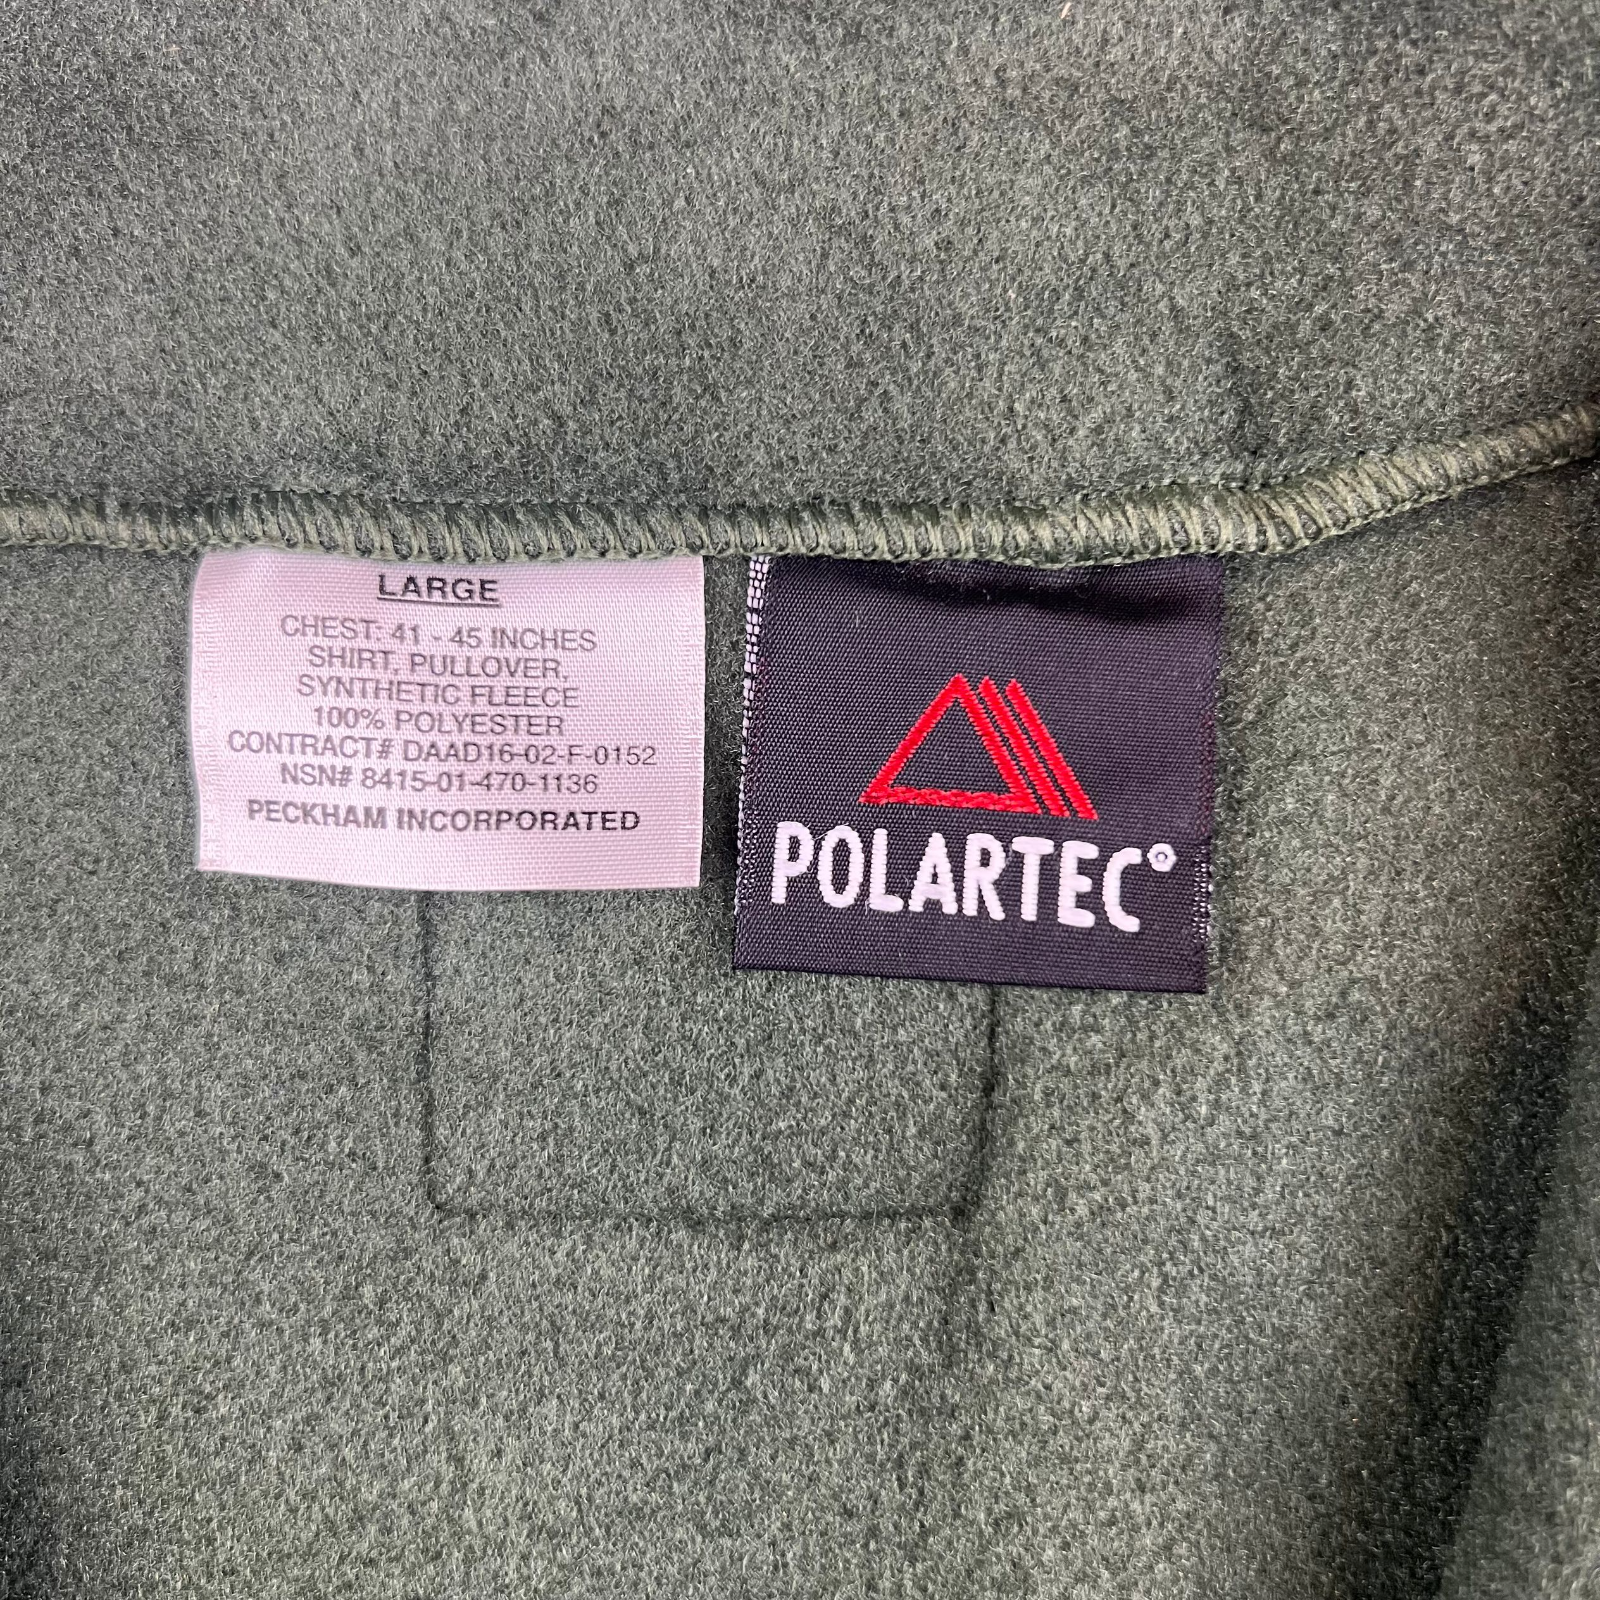 LARGE
CHEST: 41 - 45 INCHES
SHIRT, PULLOVER,
SYNTHETIC FLEECE
100% POLYESTER
CONTRACT# DAAD16-02-F-0152
NSN# 8415-01-470-1136
PECKHAM INCORPORATED
POLARTEC®